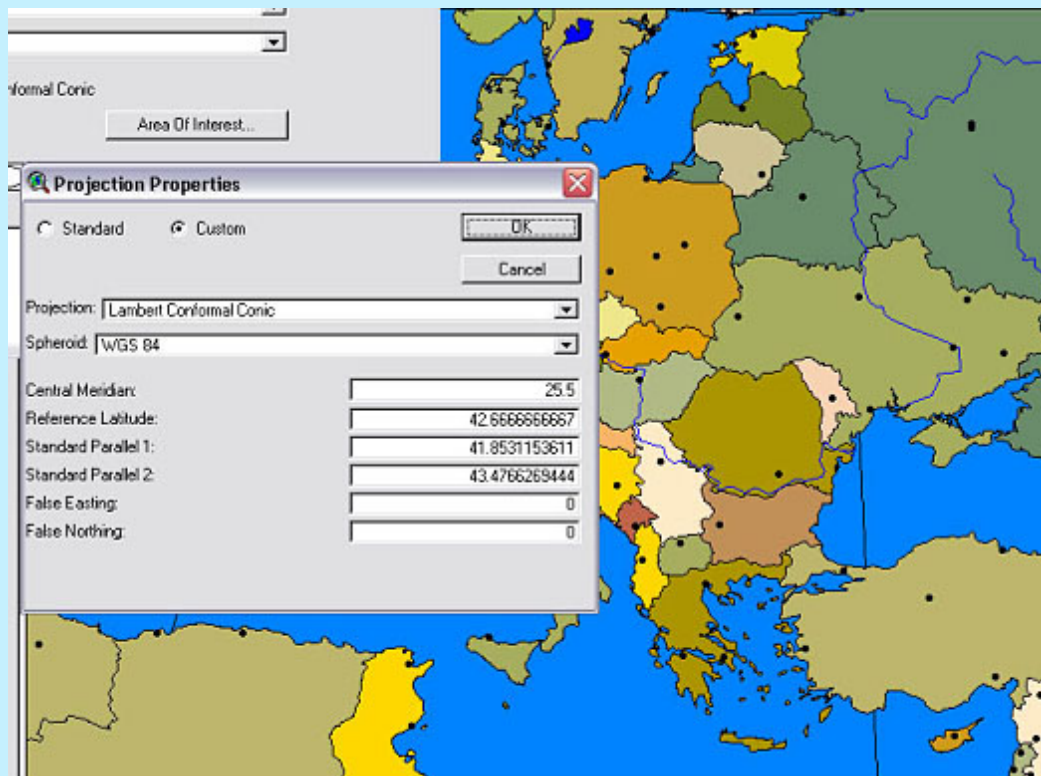 nformal Conic
Area Of Interest...
Projection Properties
Standard Custom OK
Cancel
Projection: Lambert Conformal Conic
Spheroid: WGS 84
Central Meridian: 25.5
Reference Latitude: 42.6666666667
Standard Parallel 1: 41.8531153611
Standard Parallel 2: 43.4766269444
False Easting: 0
False Northing: 0